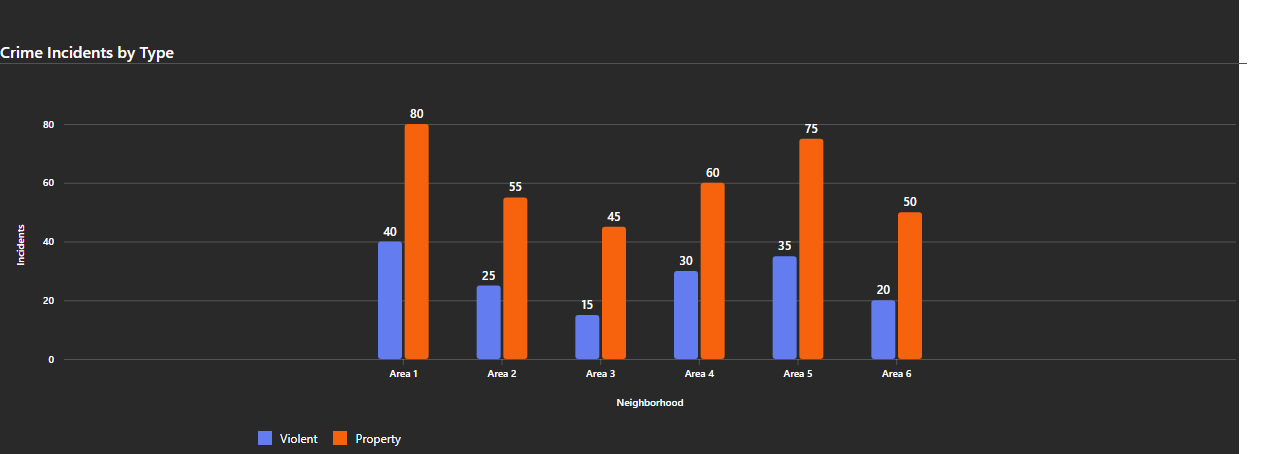 Crime Incidents by Type
80
60
40
20
0
Incidents
40
80
25
55
15
45
30
60
35
75
20
50
Area 1
Area 2
Area 3
Area 4
Area 5
Area 6
Neighborhood
Violent
Property